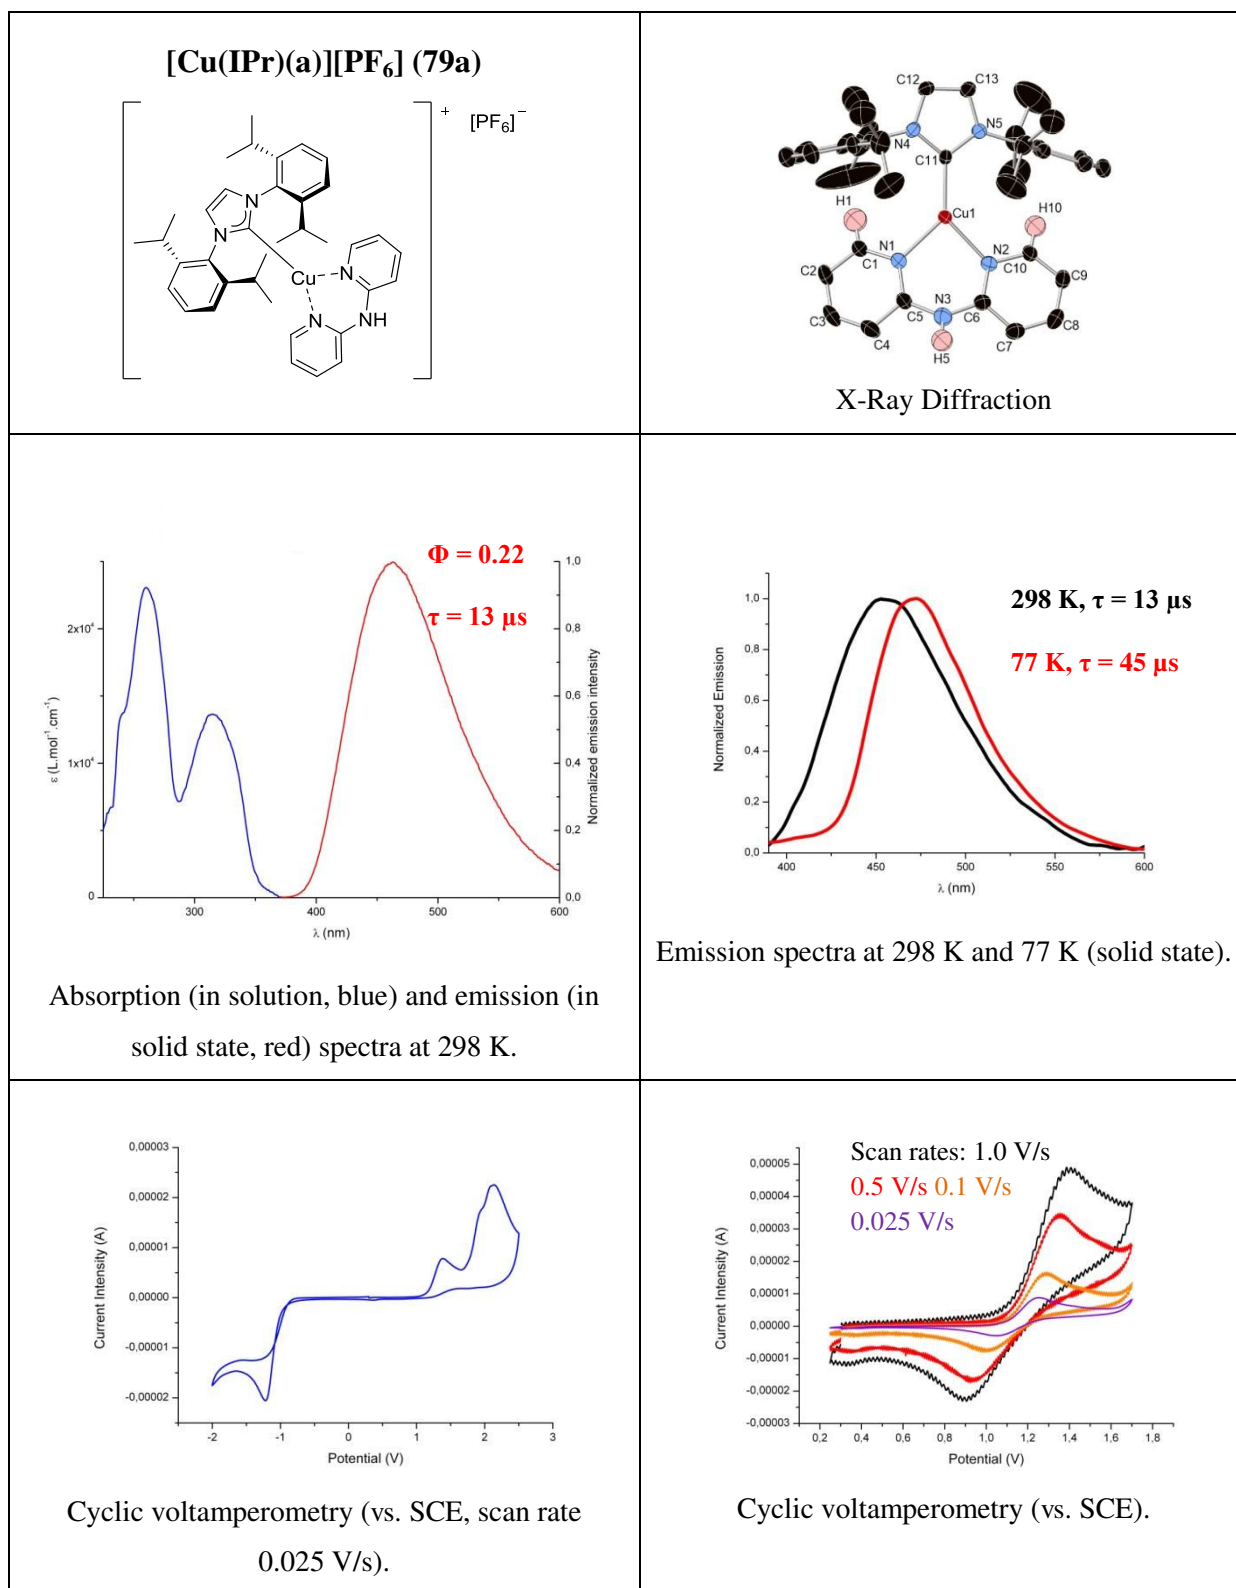 [Cu(IPr)(a)][PF6] (79a)
+
[PF6]−
N
N
Cu
N
N
NH
C12
C13
N4
N5
C11
H1
H10
Cu1
N1
N2
C2
C1
C10
C9
N3
C3
C5
C6
C8
C4
C7
H5
X-Ray Diffraction
Φ = 0.22
τ = 13 µs
2x10⁴
1x10⁴
0
ε (L.mol⁻¹.cm⁻¹)
1,0
0,8
0,6
0,4
0,2
0,0
Normalized emission intensity
300
400
500
600
λ (nm)
Absorption (in solution, blue) and emission (in
solid state, red) spectra at 298 K.
298 K, τ = 13 µs
77 K, τ = 45 µs
1,0
0,8
0,6
0,4
0,2
0,0
Normalized Emission
400
450
500
550
600
λ (nm)
Emission spectra at 298 K and 77 K (solid state).
0,00003
0,00002
0,00001
0,00000
-0,00001
-0,00002
Current Intensity (A)
-2
-1
0
1
2
3
Potential (V)
Cyclic voltamperometry (vs. SCE, scan rate
0.025 V/s).
Scan rates: 1.0 V/s
0.5 V/s 0.1 V/s
0.025 V/s
0,00005
0,00004
0,00003
0,00002
0,00001
0,00000
-0,00001
-0,00002
-0,00003
Current Intensity (A)
0,2
0,4
0,6
0,8
1,0
1,2
1,4
1,6
1,8
Potential (V)
Cyclic voltamperometry (vs. SCE).